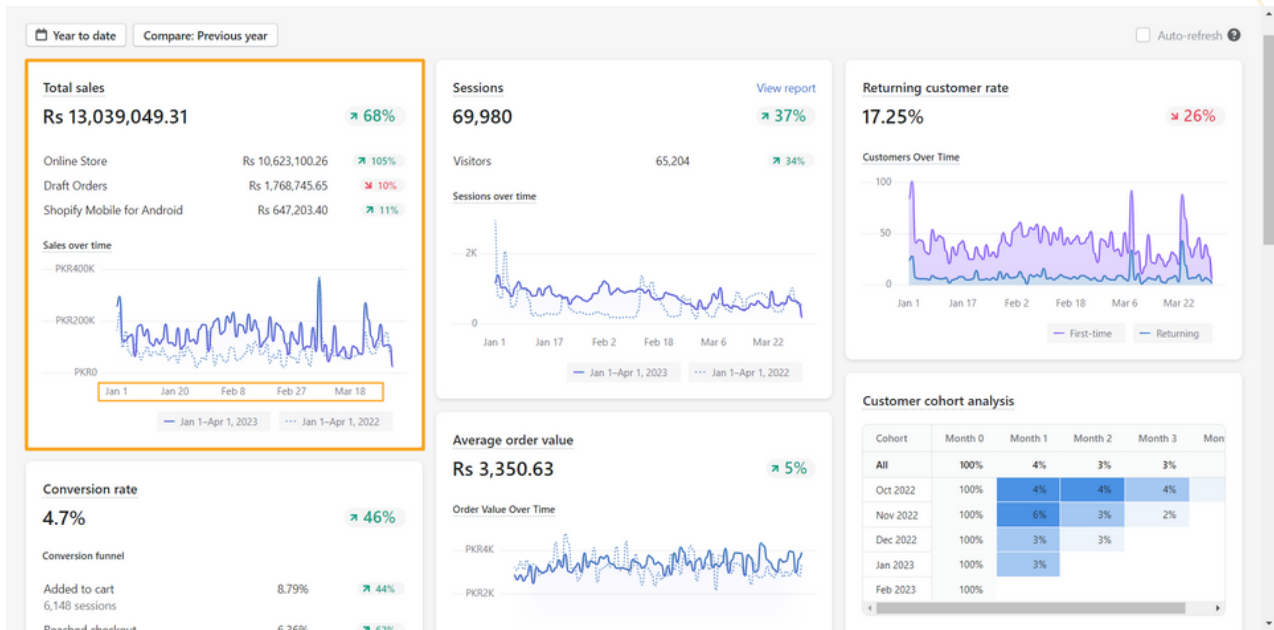 Year to date
Compare: Previous year
Auto-refresh
Total sales
Rs 13,039,049.31 68%
Online Store Rs 10,623,100.26 105%
Draft Orders Rs 1,768,745.65 10%
Shopify Mobile for Android Rs 647,203.40 11%
Sales over time
PKR400K
PKR200K
PKR0
Jan 1 Jan 20 Feb 8 Feb 27 Mar 18
Jan 1–Apr 1, 2023 Jan 1–Apr 1, 2022
Conversion rate
4.7% 46%
Conversion funnel
Added to cart 8.79% 44%
6,148 sessions
Reached checkout 6.36% 62%
Sessions View report
69,980 37%
Visitors 65,204 34%
Sessions over time
2K
0
Jan 1 Jan 17 Feb 2 Feb 18 Mar 6 Mar 22
Jan 1–Apr 1, 2023 Jan 1–Apr 1, 2022
Average order value
Rs 3,350.63 5%
Order Value Over Time
PKR4K
PKR2K
Returning customer rate
17.25% 26%
Customers Over Time
100
50
0
Jan 1 Jan 17 Feb 2 Feb 18 Mar 6 Mar 22
First-time Returning
Customer cohort analysis
Cohort Month 0 Month 1 Month 2 Month 3 Mon
All 100% 4% 3% 3%
Oct 2022 100% 4% 4% 4%
Nov 2022 100% 6% 3% 2%
Dec 2022 100% 3% 3%
Jan 2023 100% 3%
Feb 2023 100%